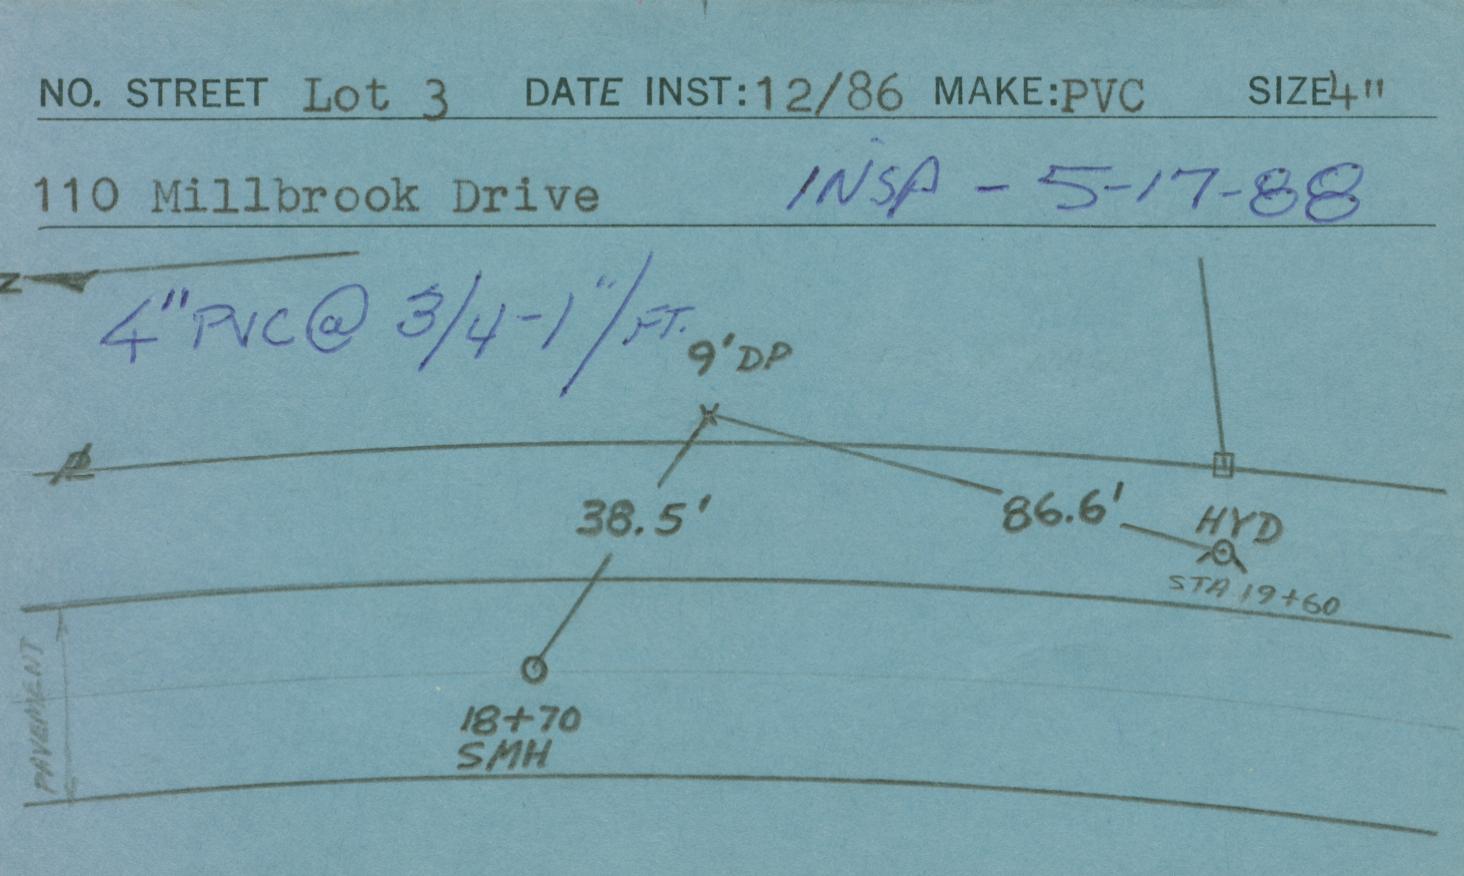 NO. STREET Lot 3 DATE INST: 12/86 MAKE: PVC SIZE 4"
110 Millbrook Drive INSP - 5-17-88
N
4" PVC @ 3/4-1"/FT.
9' DP
38.5'
86.6'
HYD
STA 19+60
PAVEMENT
18+70
SMH